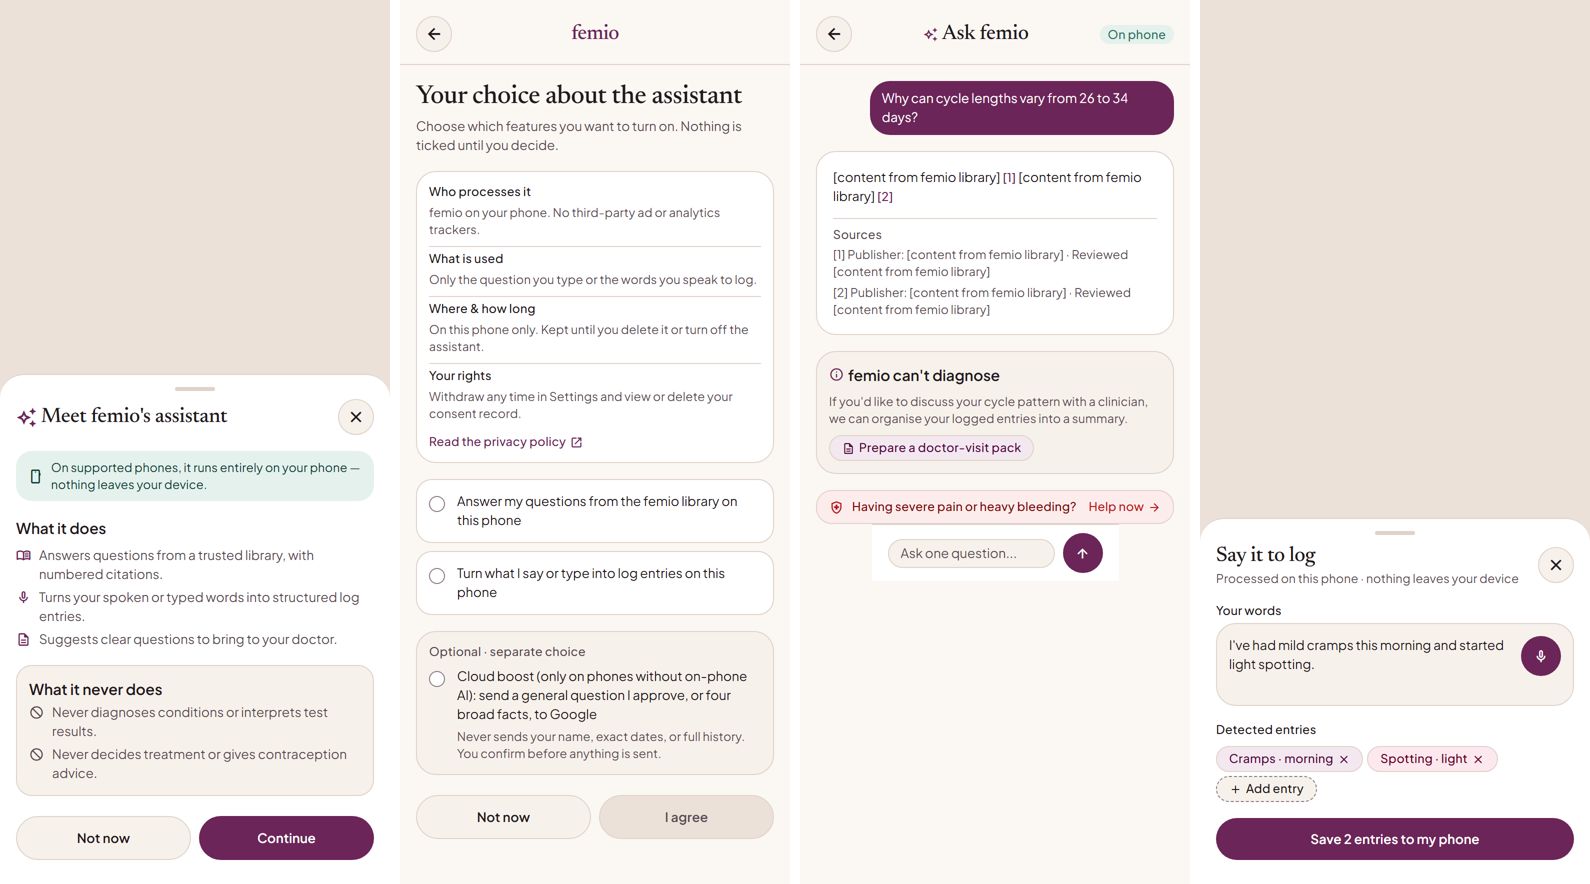 Meet femio's assistant
On supported phones, it runs entirely on your phone —
nothing leaves your device.
What it does
Answers questions from a trusted library, with
numbered citations.
Turns your spoken or typed words into structured log
entries.
Suggests clear questions to bring to your doctor.
What it never does
Never diagnoses conditions or interprets test
results.
Never decides treatment or gives contraception
advice.
Not now
Continue
femio
Your choice about the assistant
Choose which features you want to turn on. Nothing is
ticked until you decide.
Who processes it
femio on your phone. No third-party ad or analytics
trackers.
What is used
Only the question you type or the words you speak to log.
Where & how long
On this phone only. Kept until you delete it or turn off the
assistant.
Your rights
Withdraw any time in Settings and view or delete your
consent record.
Read the privacy policy
Answer my questions from the femio library on
this phone
Turn what I say or type into log entries on this
phone
Optional · separate choice
Cloud boost (only on phones without on-phone
AI): send a general question I approve, or four
broad facts, to Google
Never sends your name, exact dates, or full history.
You confirm before anything is sent.
Not now
I agree
Ask femio
On phone
Why can cycle lengths vary from 26 to 34
days?
[content from femio library] [1] [content from femio
library] [2]
Sources
[1] Publisher: [content from femio library] · Reviewed
[content from femio library]
[2] Publisher: [content from femio library] · Reviewed
[content from femio library]
femio can't diagnose
If you'd like to discuss your cycle pattern with a clinician,
we can organise your logged entries into a summary.
Prepare a doctor-visit pack
Having severe pain or heavy bleeding? Help now →
Ask one question...
Say it to log
Processed on this phone · nothing leaves your device
Your words
I've had mild cramps this morning and started
light spotting.
Detected entries
Cramps · morning ×
Spotting · light ×
+ Add entry
Save 2 entries to my phone